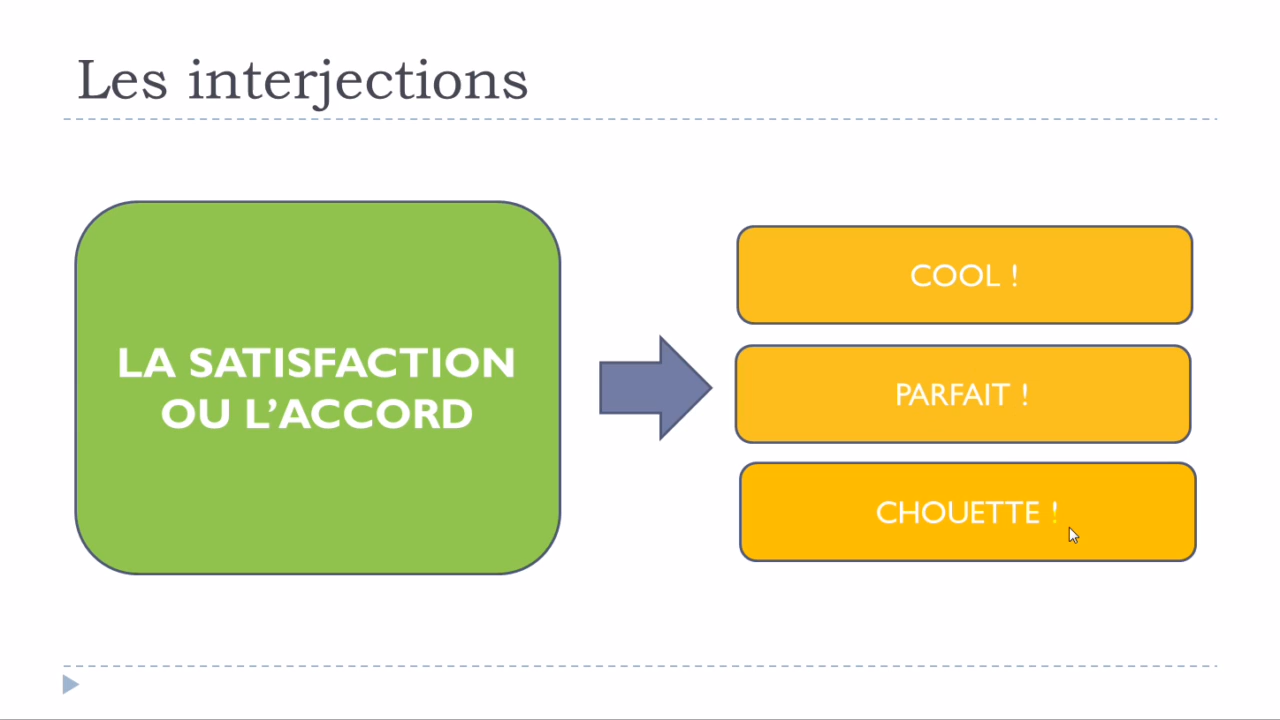 Les interjections
LA SATISFACTION
OU L’ACCORD
COOL !
PARFAIT !
CHOUETTE !